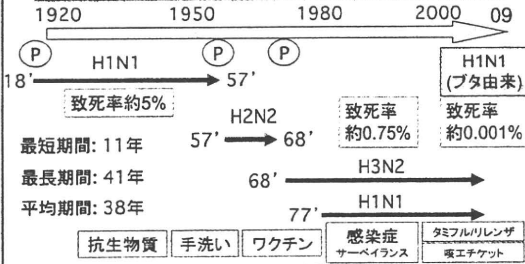 1920 1950 1980 2000 09
P P P
H1N1
(ブタ由来)
18' H1N1 57'
致死率約5%
致死率
約0.75%
致死率
約0.001%
57' H2N2 68'
最短期間: 11年
最長期間: 41年
平均期間: 38年
68' H3N2
77' H1N1
抗生物質
手洗い
ワクチン
感染症
サーベイランス
タミフル/リレンザ
咳エチケット